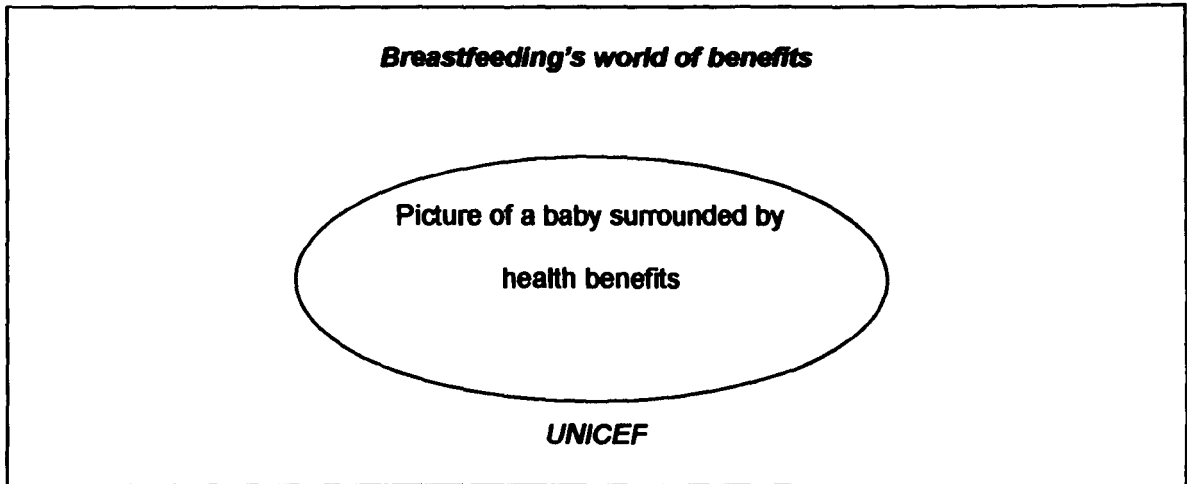 Breastfeeding's world of benefits
Picture of a baby surrounded by
health benefits
UNICEF